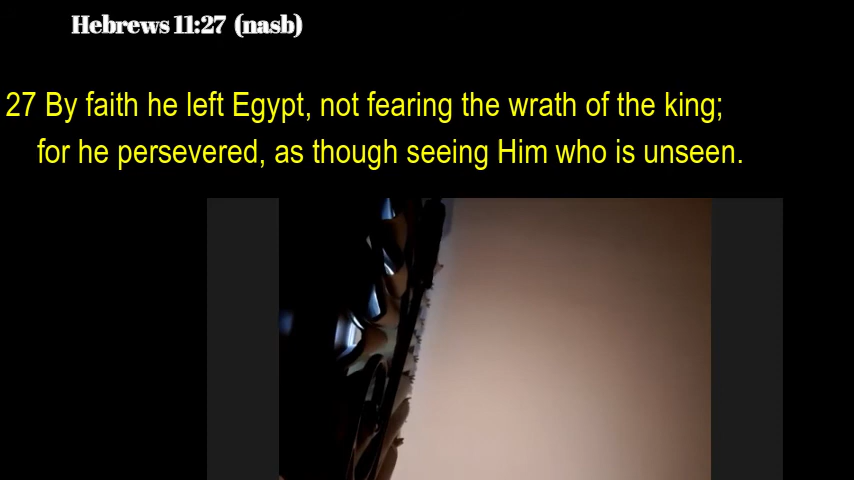 Hebrews 11:27 (nasb)
27 By faith he left Egypt, not fearing the wrath of the king;
for he persevered, as though seeing Him who is unseen.